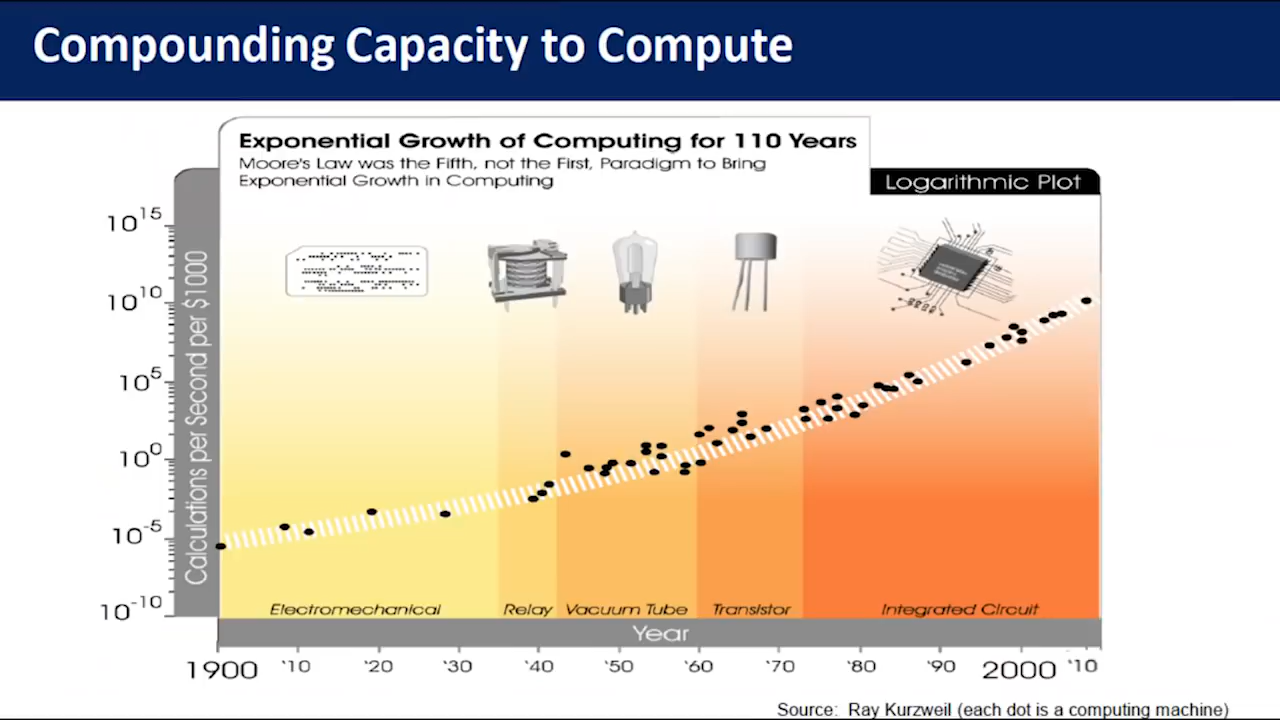 Compounding Capacity to Compute
Exponential Growth of Computing for 110 Years
Moore's Law was the Fifth, not the First, Paradigm to Bring
Exponential Growth in Computing
Logarithmic Plot
Calculations per Second per $1000
10^15
10^10
10^5
10^0
10^-5
10^-10
Electromechanical Relay Vacuum Tube Transistor Integrated Circuit
Year
1900 '10 '20 '30 '40 '50 '60 '70 '80 '90 2000 '10
Source: Ray Kurzweil (each dot is a computing machine)